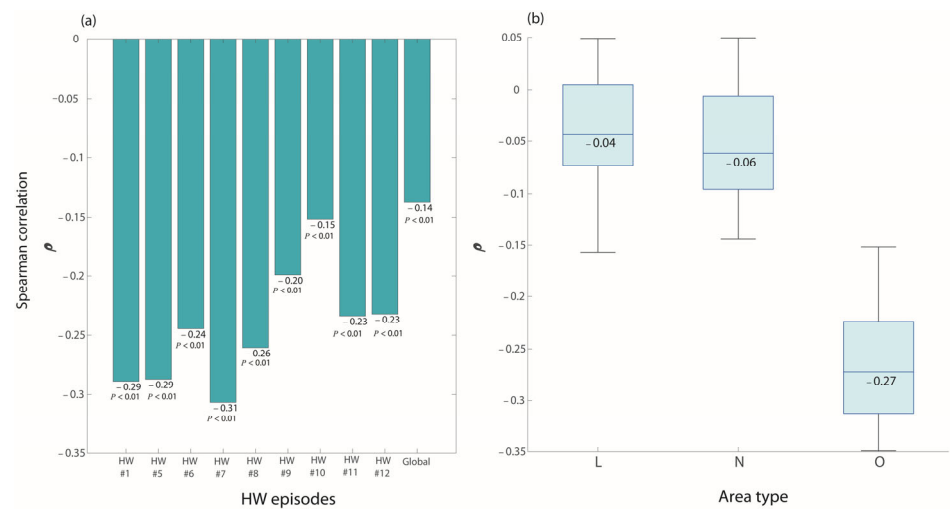 (a)
0
−0.05
−0.1
−0.15
−0.2
−0.25
−0.3
−0.35
Spearman correlation
ρ
−0.29
P < 0.01
−0.29
P < 0.01
−0.24
P < 0.01
−0.31
P < 0.01
0.26
P < 0.01
−0.20
P < 0.01
−0.15
P < 0.01
−0.23
P < 0.01
−0.23
P < 0.01
−0.14
P < 0.01
HW #1
HW #5
HW #6
HW #7
HW #8
HW #9
HW #10
HW #11
HW #12
Global
HW episodes
(b)
0.05
0
−0.05
−0.1
−0.15
−0.2
−0.25
−0.3
−0.35
ρ
−0.04
−0.06
−0.27
L
N
O
Area type